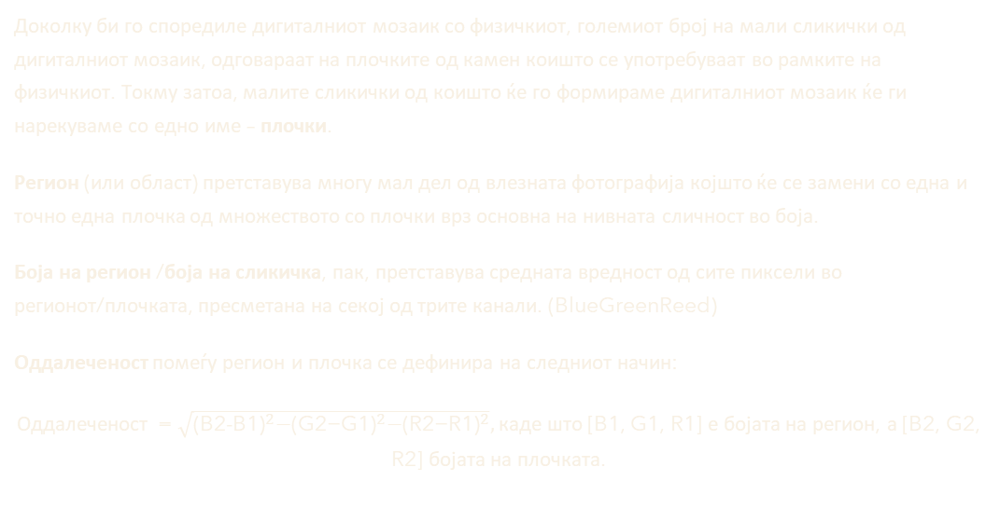 Доколку би го споредиле дигиталниот мозаик со физичкиот, големиот број на мали сликички од
дигиталниот мозаик, одговараат на плочките од камен коишто се употребуваат во рамките на
физичкиот. Токму затоа, малите сликички од коишто ќе го формираме дигиталниот мозаик ќе ги
нарекуваме со едно име – плочки.
Регион (или област) претставува многу мал дел од влезната фотографија којшто ќе се замени со една и
точно една плочка од множеството со плочки врз основна на нивната сличност во боја.
Боја на регион /боја на сликичка, пак, претставува средната вредност од сите пиксели во
регионот/плочката, пресметана на секој од трите канали. (BlueGreenReed)
Оддалеченост помеѓу регион и плочка се дефинира на следниот начин:
Оддалеченост = √(B2-B1)²−(G2−G1)²−(R2−R1)², каде што [B1, G1, R1] е бојата на регион, а [B2, G2,
R2] бојата на плочката.